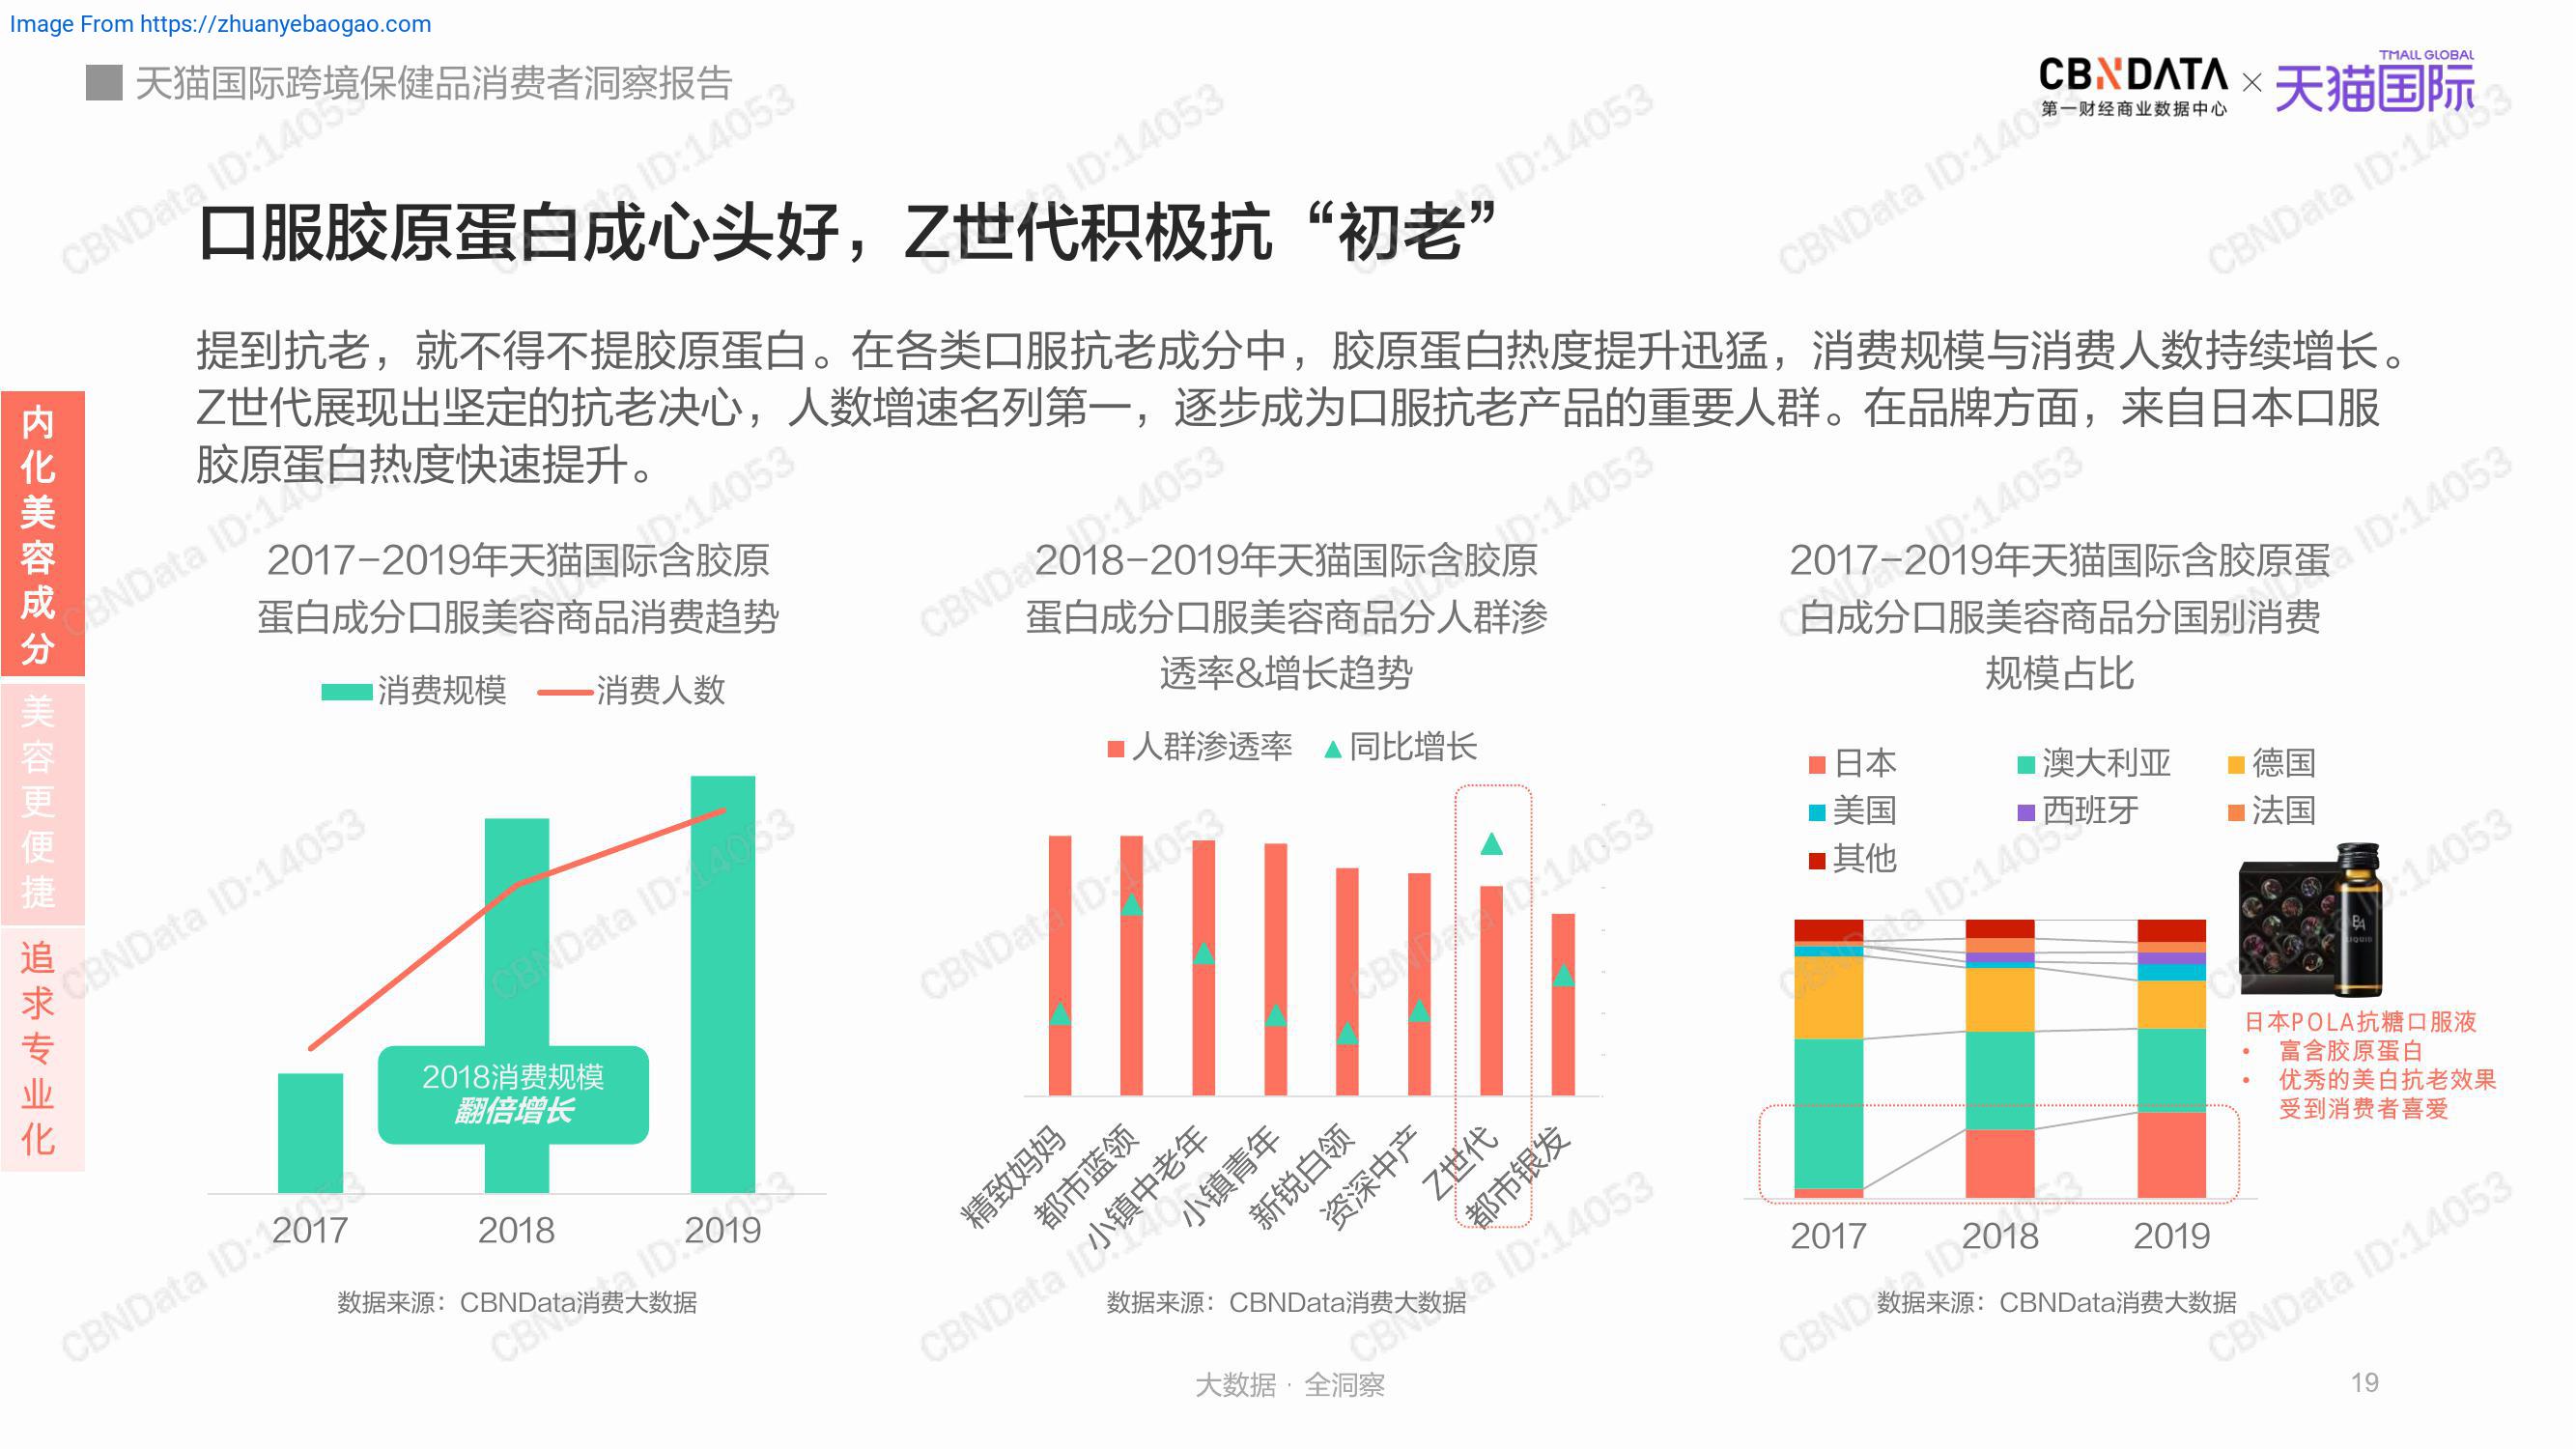 Image From https://zhuanyebaogao.com
天猫国际跨境保健品消费者洞察报告
CBNDATA
第一财经商业数据中心
×
TMALL GLOBAL
天猫国际
口服胶原蛋白成心头好，Z世代积极抗“初老”
提到抗老，就不得不提胶原蛋白。在各类口服抗老成分中，胶原蛋白热度提升迅猛，消费规模与消费人数持续增长。
Z世代展现出坚定的抗老决心，人数增速名列第一，逐步成为口服抗老产品的重要人群。在品牌方面，来自日本口服
胶原蛋白热度快速提升。
内化美容成分
美容更便捷
追求专业化
2017-2019年天猫国际含胶原
蛋白成分口服美容商品消费趋势
消费规模 消费人数
2018消费规模
翻倍增长
2017 2018 2019
数据来源：CBNData消费大数据
2018-2019年天猫国际含胶原
蛋白成分口服美容商品分人群渗
透率&增长趋势
人群渗透率 同比增长
精致妈妈
都市蓝领
小镇中老年
小镇青年
新锐白领
资深中产
Z世代
都市银发
数据来源：CBNData消费大数据
2017-2019年天猫国际含胶原蛋
白成分口服美容商品分国别消费
规模占比
日本 澳大利亚 德国
美国 西班牙 法国
其他
BA
LIQUID
日本POLA抗糖口服液
• 富含胶原蛋白
• 优秀的美白抗老效果
受到消费者喜爱
2017 2018 2019
数据来源：CBNData消费大数据
大数据 · 全洞察
19
CBNData ID:14053